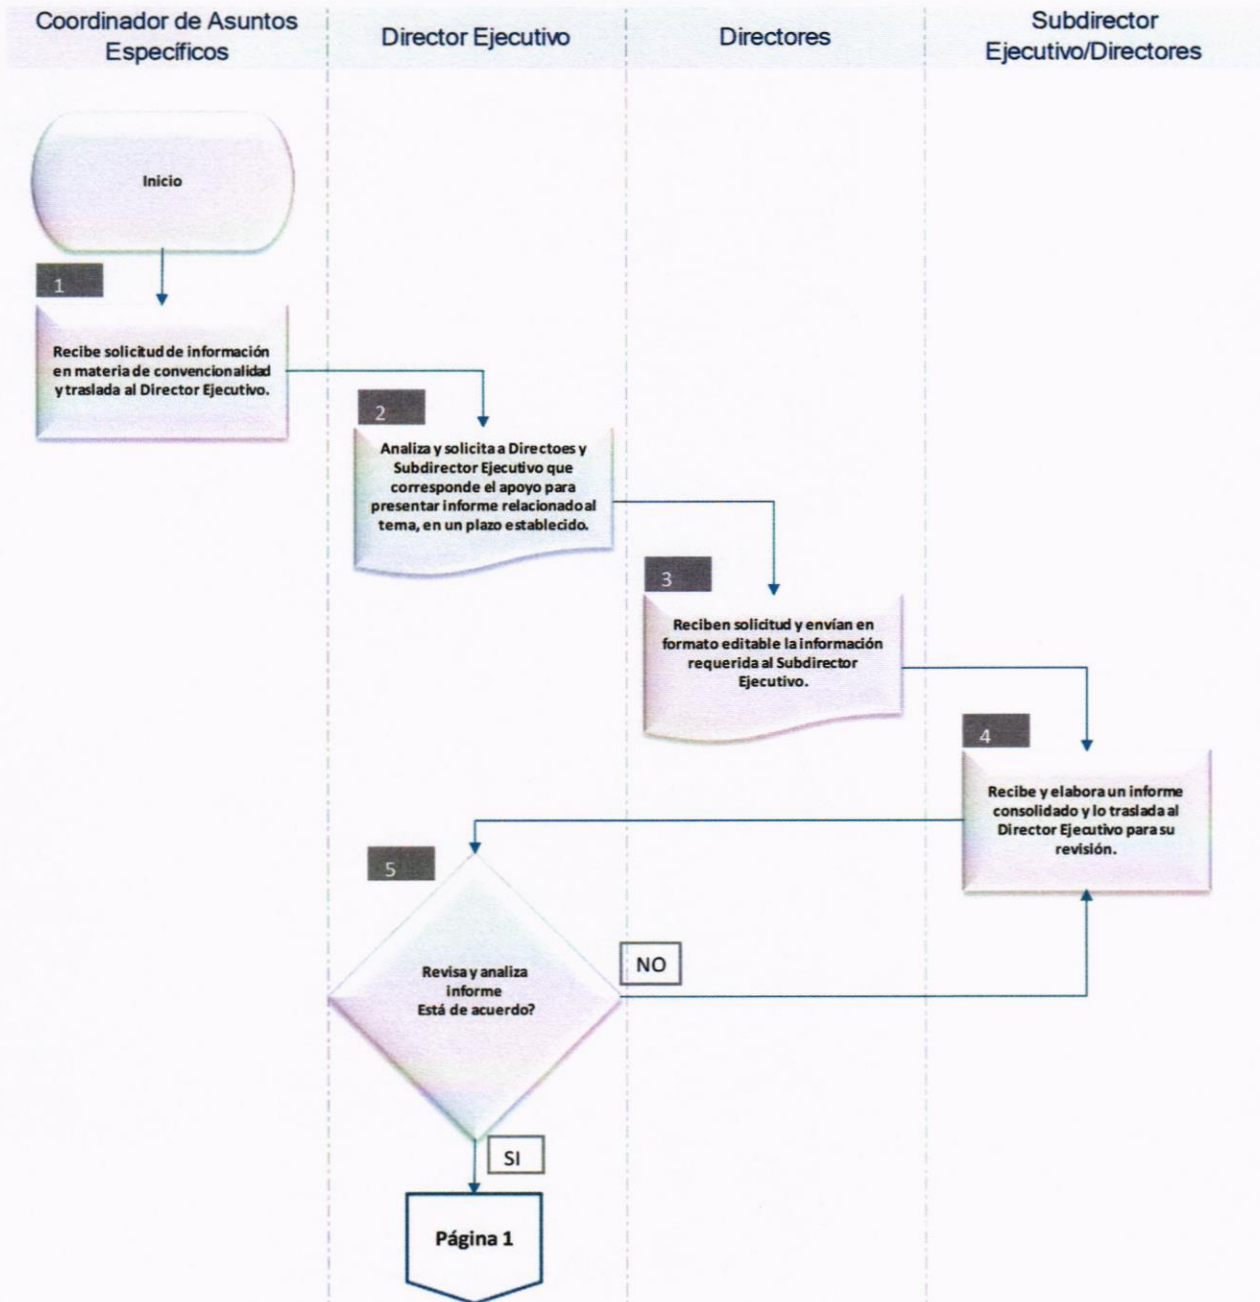 Coordinador de Asuntos
Específicos
Director Ejecutivo
Directores
Subdirector
Ejecutivo/Directores
Inicio
1
Recibe solicitud de información
en materia de convencionalidad
y traslada al Director Ejecutivo.
2
Analiza y solicita a Directoes y
Subdirector Ejecutivo que
corresponde el apoyo para
presentar informe relacionado al
tema, en un plazo establecido.
3
Reciben solicitud y envían en
formato editable la información
requerida al Subdirector
Ejecutivo.
4
Recibe y elabora un informe
consolidado y lo traslada al
Director Ejecutivo para su
revisión.
5
Revisa y analiza
informe
Está de acuerdo?
NO
SI
Página 1